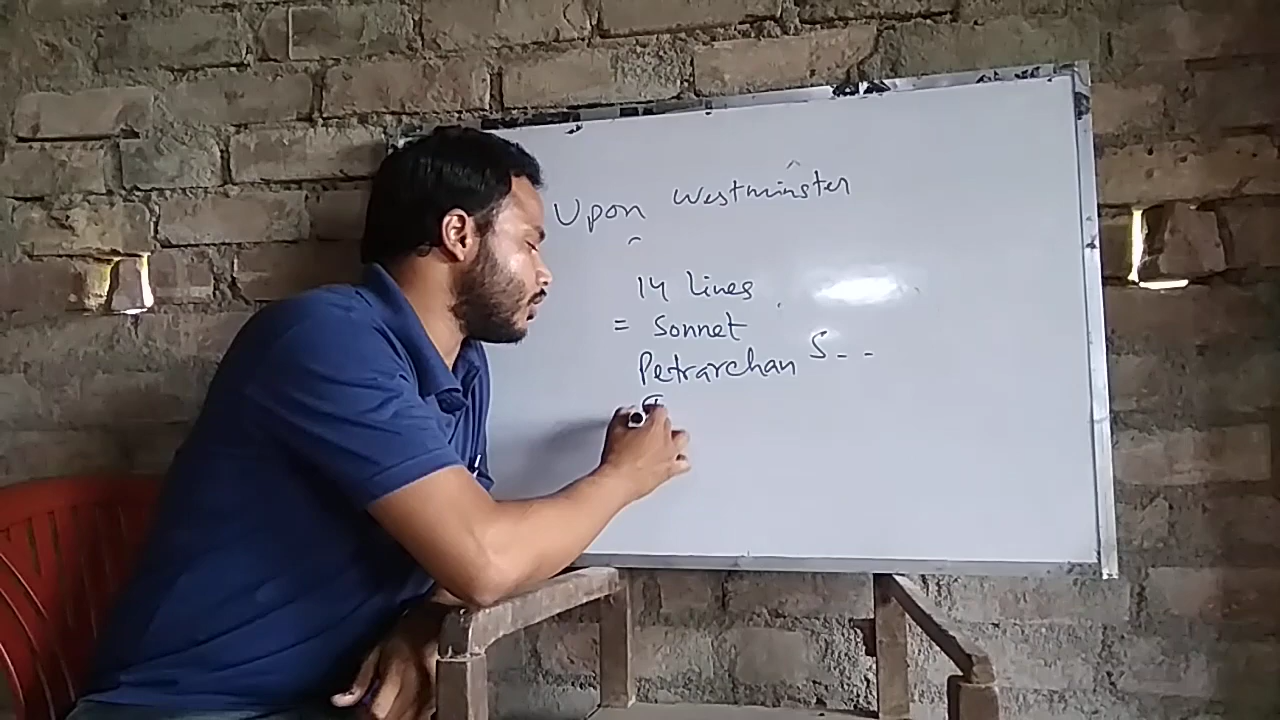 Upon Westminster
14 Lines
= Sonnet
Petrarchan S--